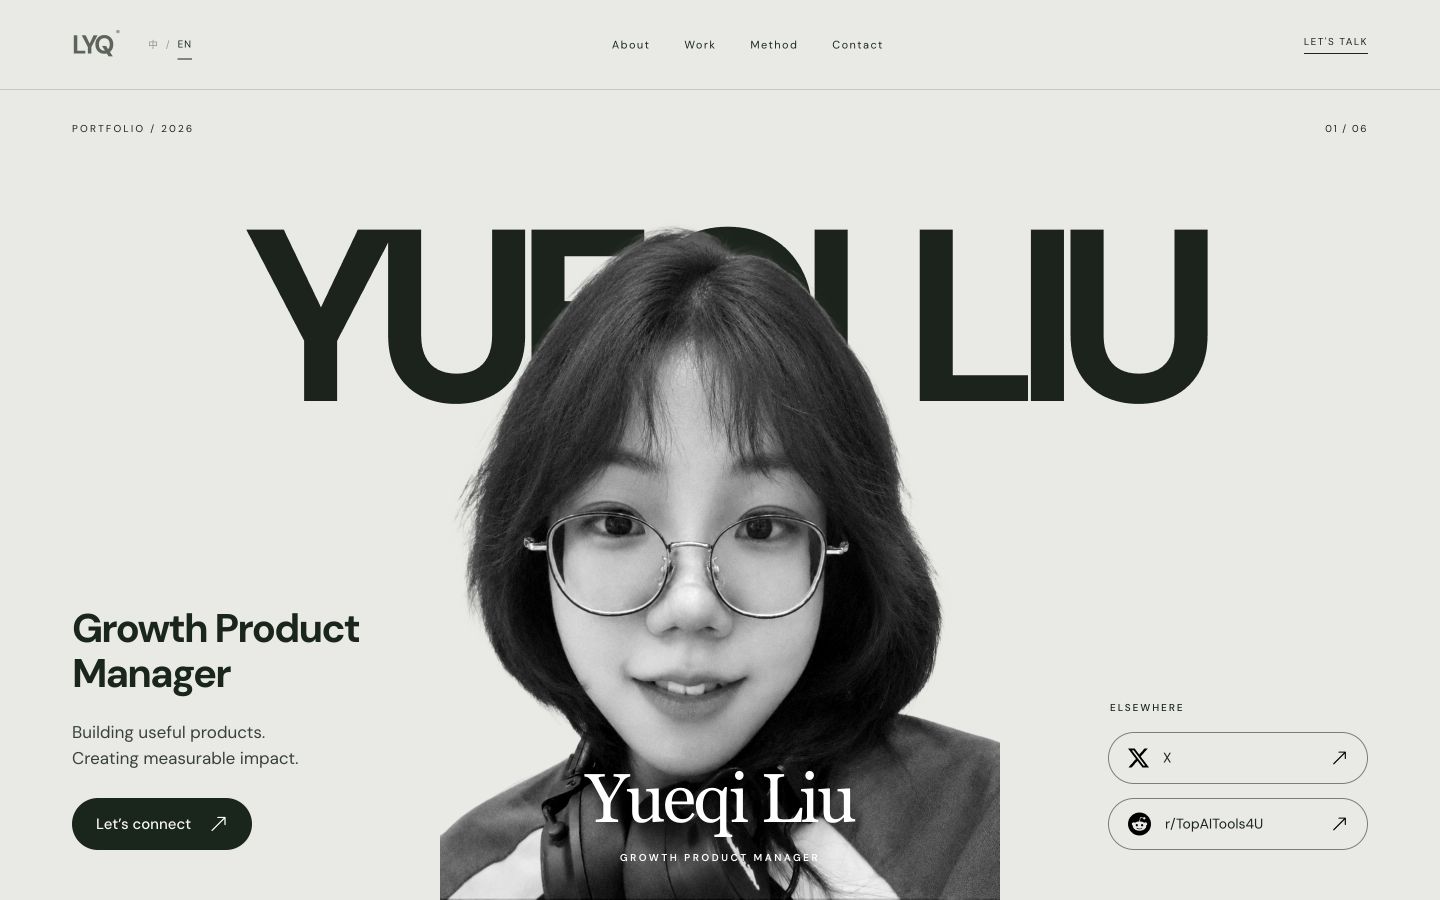 LYQ
中 / EN
About
Work
Method
Contact
LET'S TALK
PORTFOLIO / 2026
01 / 06
YUEQI LIU
Growth Product
Manager
Building useful products.
Creating measurable impact.
Let’s connect
Yueqi Liu
GROWTH PRODUCT MANAGER
ELSEWHERE
X
r/TopAITools4U